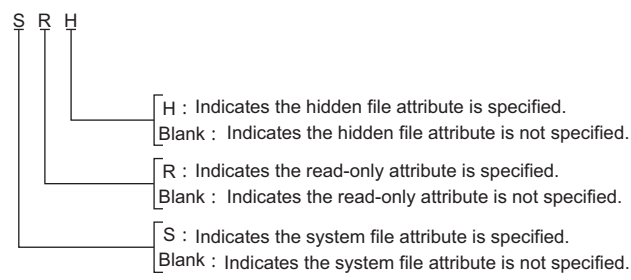 S R H
H : Indicates the hidden file attribute is specified.
Blank : Indicates the hidden file attribute is not specified.
R : Indicates the read-only attribute is specified.
Blank : Indicates the read-only attribute is not specified.
S : Indicates the system file attribute is specified.
Blank : Indicates the system file attribute is not specified.